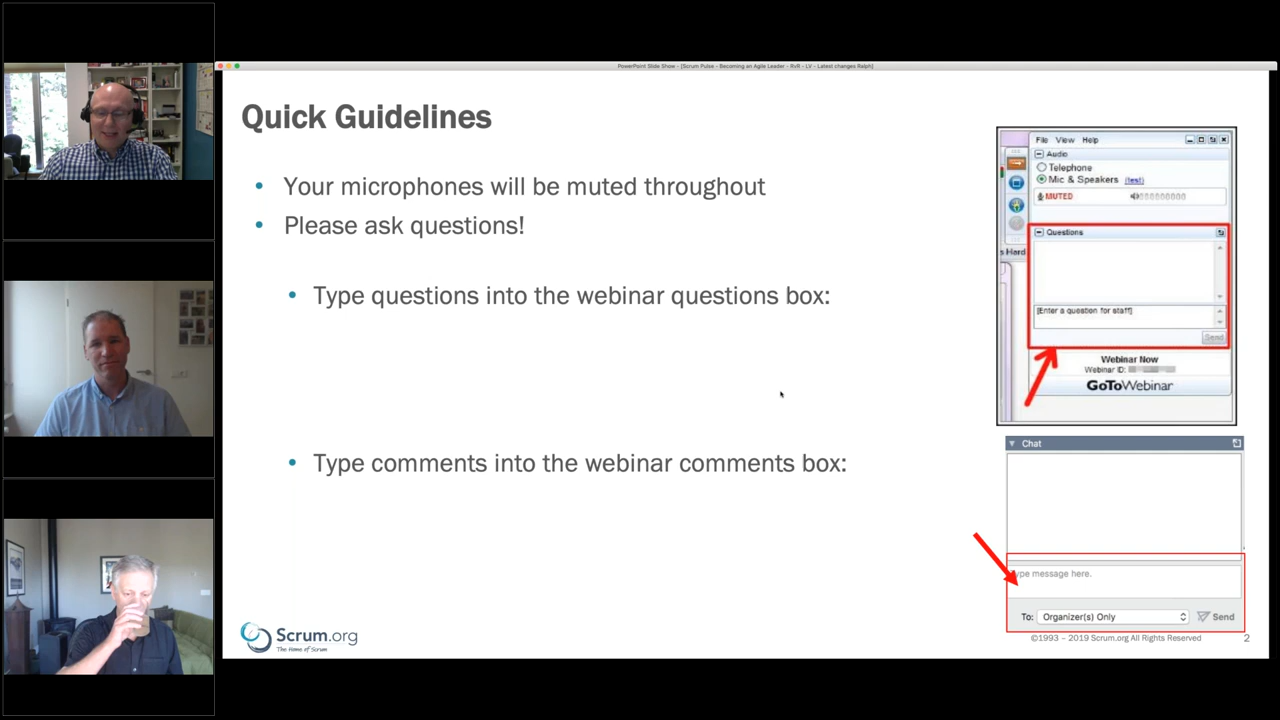 PowerPoint Slide Show - [Scrum Pulse - Becoming an Agile Leader - RvR - LV - Latest changes Ralph]
Quick Guidelines
• Your microphones will be muted throughout
• Please ask questions!
• Type questions into the webinar questions box:
• Type comments into the webinar comments box:
File View Help
Audio
Telephone
Mic & Speakers (test)
MUTED
s Hard
Questions
[Enter a question for staff]
Send
Webinar Now
Webinar ID:
GoToWebinar
Chat
ype message here.
To: Organizer(s) Only Send
Scrum.org
The Home of Scrum
©1993 – 2019 Scrum.org All Rights Reserved
2